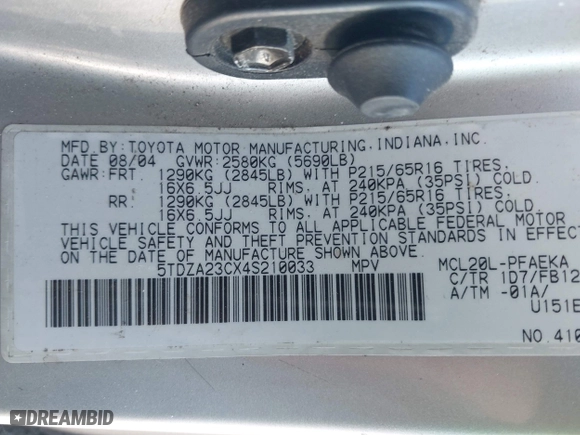 MFD.BY:TOYOTA MOTOR MANUFACTURING,INDIANA,INC.
DATE 08/04 GVWR:2580KG (5690LB)
GAWR:FRT. 1290KG (2845LB) WITH P215/65R16 TIRES,
16X6.5JJ RIMS, AT 240KPA (35PSI) COLD.
RR: 1290KG (2845LB) WITH P215/65R16 TIRES,
16X6.5JJ RIMS, AT 240KPA (35PSI) COLD.
THIS VEHICLE CONFORMS TO ALL APPLICABLE FEDERAL MOTOR
VEHICLE SAFETY AND THEFT PREVENTION STANDARDS IN EFFECT
ON THE DATE OF MANUFACTURE SHOWN ABOVE.
5TDZA23CX4S210033 MPV MCL20L-PFAEKA
C/TR 1D7/FB12
A/TM -01A/
U151E
NO.410
DREAMBID